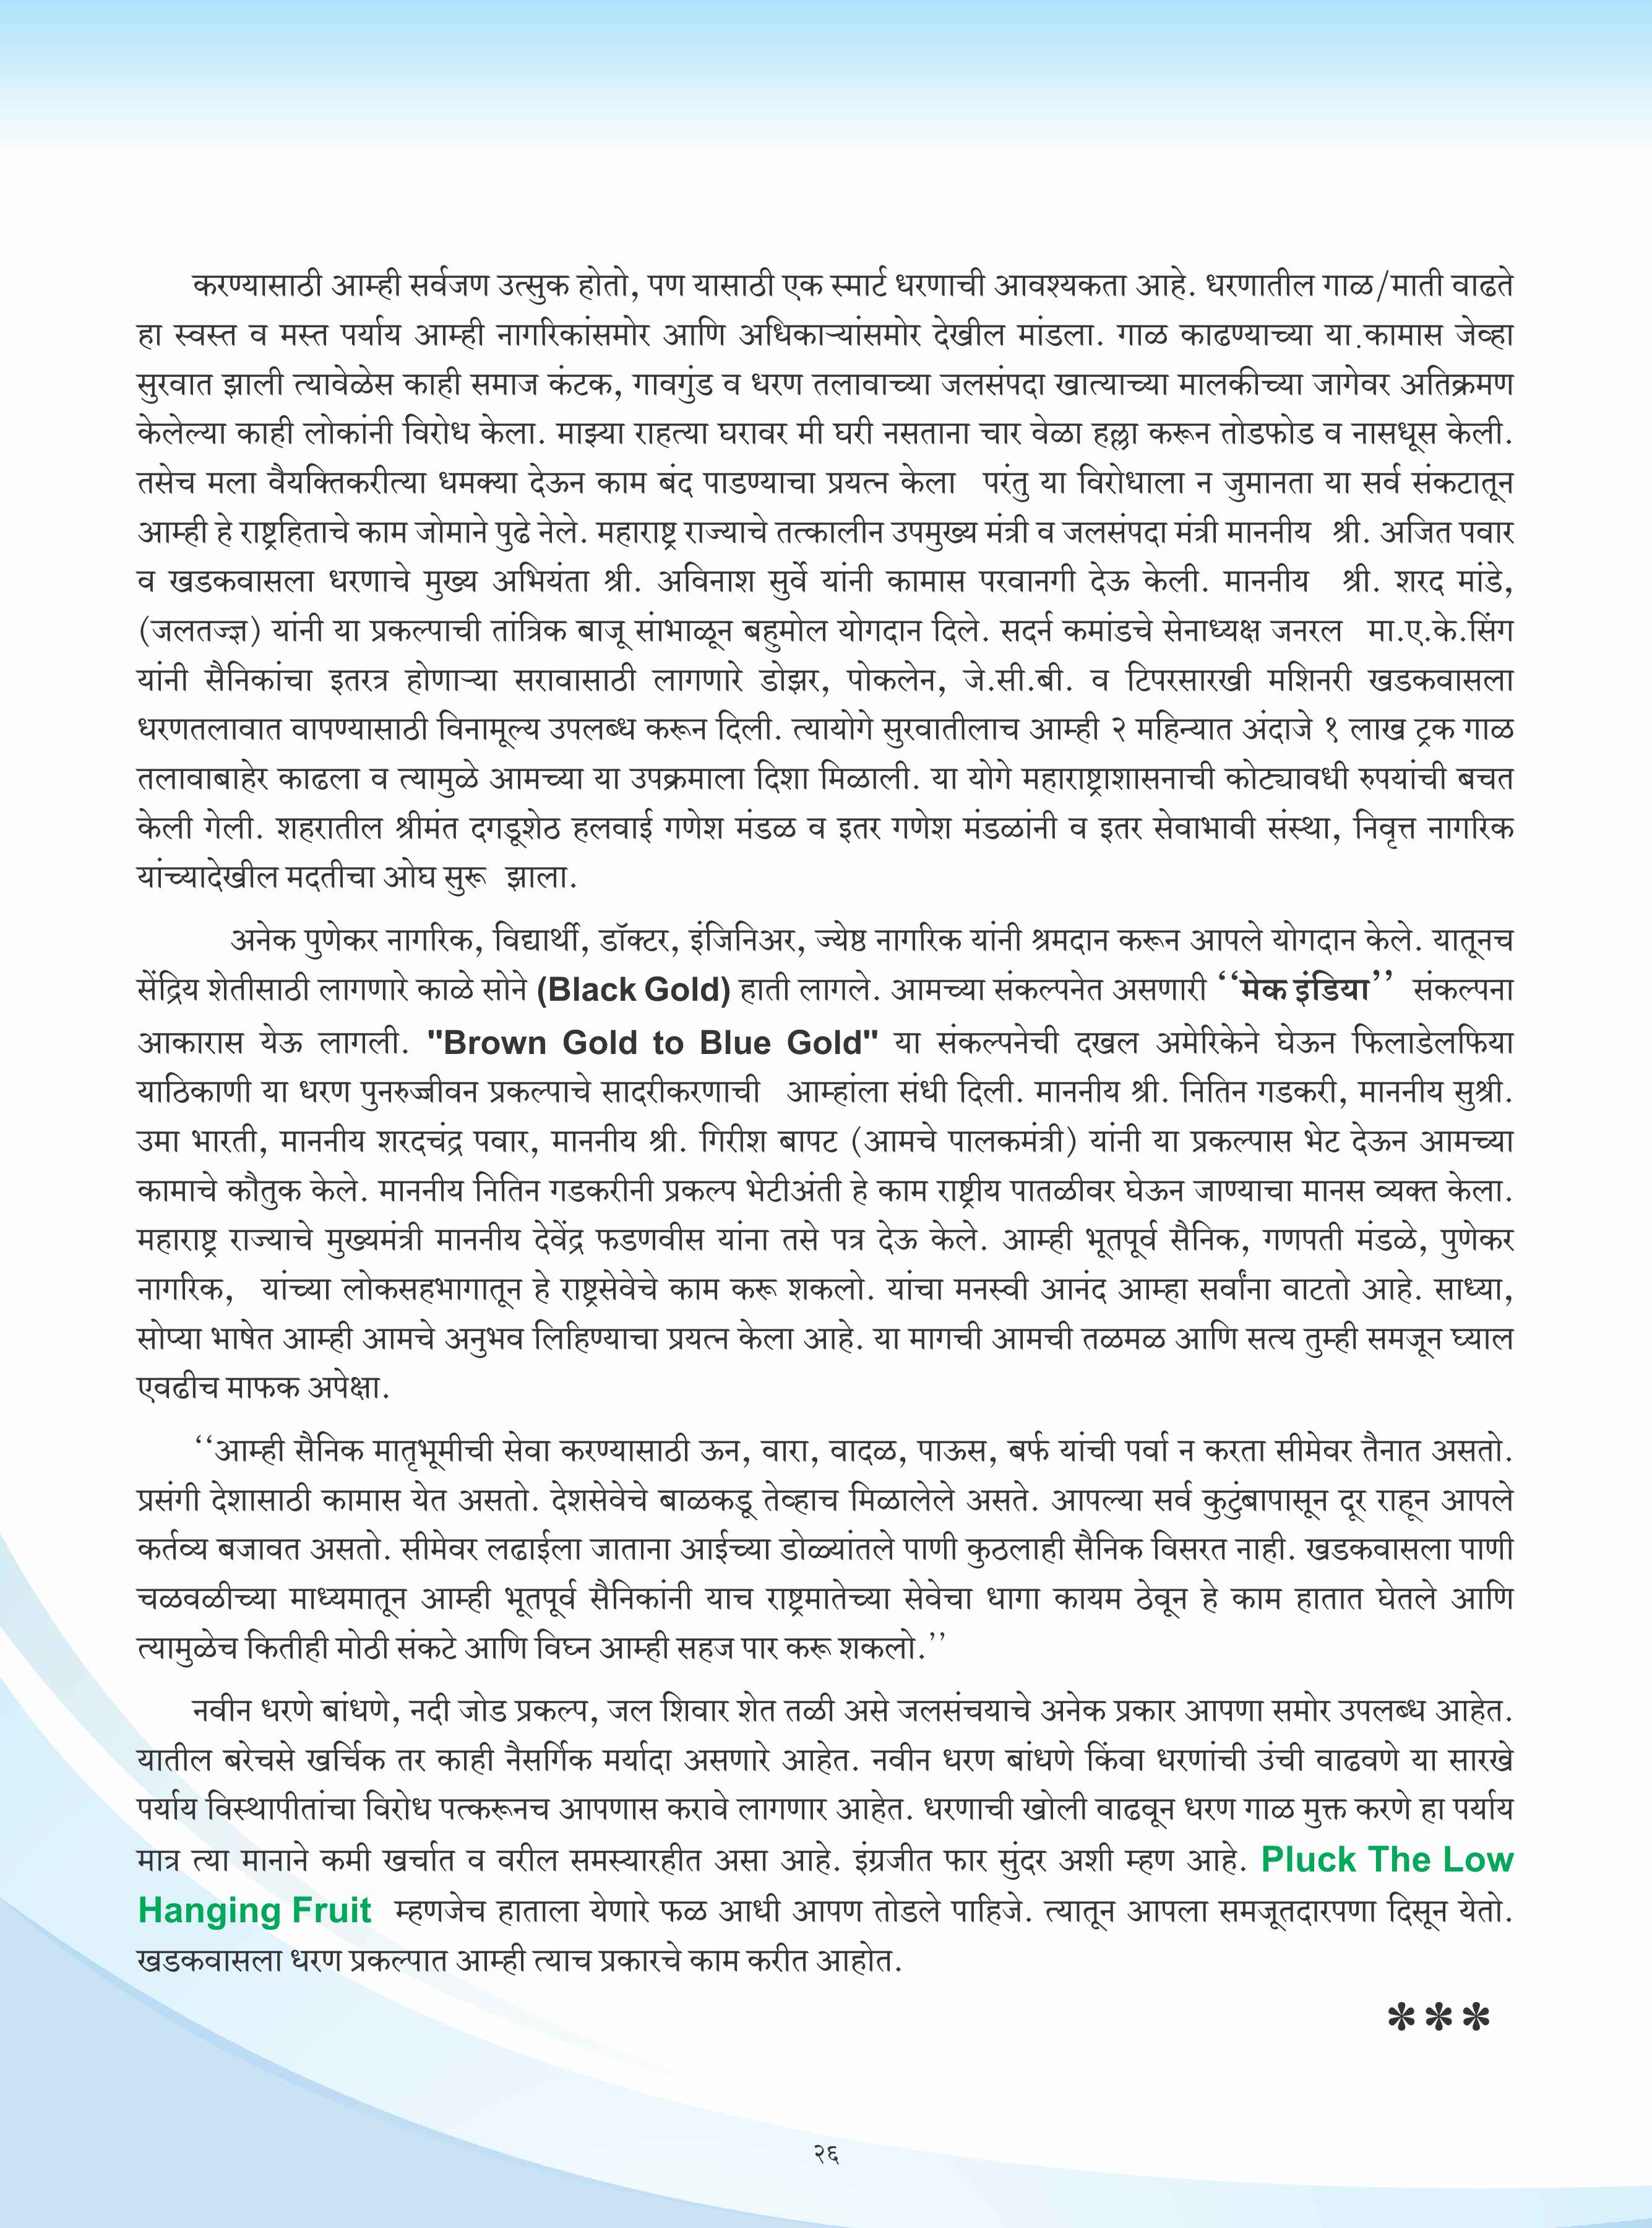 करण्यासाठी आम्ही सर्वजण उत्सुक होतो, पण यासाठी एक स्मार्ट धरणाची आवश्यकता आहे. धरणातील गाळ/माती वाढते
हा स्वस्त व मस्त पर्याय आम्ही नागरिकांसमोर आणि अधिकाऱ्यांसमोर देखील मांडला. गाळ काढण्याच्या या.कामास जेव्हा
सुरवात झाली त्यावेळेस काही समाज कंटक, गावगुंड व धरण तलावाच्या जलसंपदा खात्याच्या मालकीच्या जागेवर अतिक्रमण
केलेल्या काही लोकांनी विरोध केला. माझ्या राहत्या घरावर मी घरी नसताना चार वेळा हल्ला करून तोडफोड व नासधूस केली.
तसेच मला वैयक्तिकरीत्या धमक्या देऊन काम बंद पाडण्याचा प्रयत्न केला परंतु या विरोधाला न जुमानता या सर्व संकटातून
आम्ही हे राष्ट्रहिताचे काम जोमाने पुढे नेले. महाराष्ट्र राज्याचे तत्कालीन उपमुख्य मंत्री व जलसंपदा मंत्री माननीय श्री. अजित पवार
व खडकवासला धरणाचे मुख्य अभियंता श्री. अविनाश सुर्वे यांनी कामास परवानगी देऊ केली. माननीय श्री. शरद मांडे,
(जलतज्ज्ञ) यांनी या प्रकल्पाची तांत्रिक बाजू सांभाळून बहुमोल योगदान दिले. सदर्न कमांडचे सेनाध्यक्ष जनरल मा.ए.के.सिंग
यांनी सैनिकांचा इतरत्र होणाऱ्या सरावासाठी लागणारे डोझर, पोकलेन, जे.सी.बी. व टिपरसारखी मशिनरी खडकवासला
धरणतलावात वापण्यासाठी विनामूल्य उपलब्ध करून दिली. त्यायोगे सुरवातीलाच आम्ही २ महिन्यात अंदाजे १ लाख ट्रक गाळ
तलावाबाहेर काढला व त्यामुळे आमच्या या उपक्रमाला दिशा मिळाली. या योगे महाराष्ट्राशासनाची कोट्यावधी रुपयांची बचत
केली गेली. शहरातील श्रीमंत दगडूशेठ हलवाई गणेश मंडळ व इतर गणेश मंडळांनी व इतर सेवाभावी संस्था, निवृत्त नागरिक
यांच्यादेखील मदतीचा ओघ सुरू झाला.
अनेक पुणेकर नागरिक, विद्यार्थी, डॉक्टर, इंजिनिअर, ज्येष्ठ नागरिक यांनी श्रमदान करून आपले योगदान केले. यातूनच
सेंद्रिय शेतीसाठी लागणारे काळे सोने (Black Gold) हाती लागले. आमच्या संकल्पनेत असणारी ‘‘मेक इंडिया’’ संकल्पना
आकारास येऊ लागली. "Brown Gold to Blue Gold" या संकल्पनेची दखल अमेरिकेने घेऊन फिलाडेलफिया
याठिकाणी या धरण पुनरुज्जीवन प्रकल्पाचे सादरीकरणाची आम्हांला संधी दिली. माननीय श्री. नितिन गडकरी, माननीय सुश्री.
उमा भारती, माननीय शरदचंद्र पवार, माननीय श्री. गिरीश बापट (आमचे पालकमंत्री) यांनी या प्रकल्पास भेट देऊन आमच्या
कामाचे कौतुक केले. माननीय नितिन गडकरीनी प्रकल्प भेटीअंती हे काम राष्ट्रीय पातळीवर घेऊन जाण्याचा मानस व्यक्त केला.
महाराष्ट्र राज्याचे मुख्यमंत्री माननीय देवेंद्र फडणवीस यांना तसे पत्र देऊ केले. आम्ही भूतपूर्व सैनिक, गणपती मंडळे, पुणेकर
नागरिक, यांच्या लोकसहभागातून हे राष्ट्रसेवेचे काम करू शकलो. यांचा मनस्वी आनंद आम्हा सर्वांना वाटतो आहे. साध्या,
सोप्या भाषेत आम्ही आमचे अनुभव लिहिण्याचा प्रयत्न केला आहे. या मागची आमची तळमळ आणि सत्य तुम्ही समजून घ्याल
एवढीच माफक अपेक्षा.
‘‘आम्ही सैनिक मातृभूमीची सेवा करण्यासाठी ऊन, वारा, वादळ, पाऊस, बर्फ यांची पर्वा न करता सीमेवर तैनात असतो.
प्रसंगी देशासाठी कामास येत असतो. देशसेवेचे बाळकडू तेव्हाच मिळालेले असते. आपल्या सर्व कुटुंबापासून दूर राहून आपले
कर्तव्य बजावत असतो. सीमेवर लढाईला जाताना आईच्या डोळ्यांतले पाणी कुठलाही सैनिक विसरत नाही. खडकवासला पाणी
चळवळीच्या माध्यमातून आम्ही भूतपूर्व सैनिकांनी याच राष्ट्रमातेच्या सेवेचा धागा कायम ठेवून हे काम हातात घेतले आणि
त्यामुळेच कितीही मोठी संकटे आणि विघ्न आम्ही सहज पार करू शकलो.’’
नवीन धरणे बांधणे, नदी जोड प्रकल्प, जल शिवार शेत तळी असे जलसंचयाचे अनेक प्रकार आपणा समोर उपलब्ध आहेत.
यातील बरेचसे खर्चिक तर काही नैसर्गिक मर्यादा असणारे आहेत. नवीन धरण बांधणे किंवा धरणांची उंची वाढवणे या सारखे
पर्याय विस्थापीतांचा विरोध पत्करूनच आपणास करावे लागणार आहेत. धरणाची खोली वाढवून धरण गाळ मुक्त करणे हा पर्याय
मात्र त्या मानाने कमी खर्चात व वरील समस्यारहीत असा आहे. इंग्रजीत फार सुंदर अशी म्हण आहे. Pluck The Low
Hanging Fruit म्हणजेच हाताला येणारे फळ आधी आपण तोडले पाहिजे. त्यातून आपला समजूतदारपणा दिसून येतो.
खडकवासला धरण प्रकल्पात आम्ही त्याच प्रकारचे काम करीत आहोत.
✽✽✽
२६